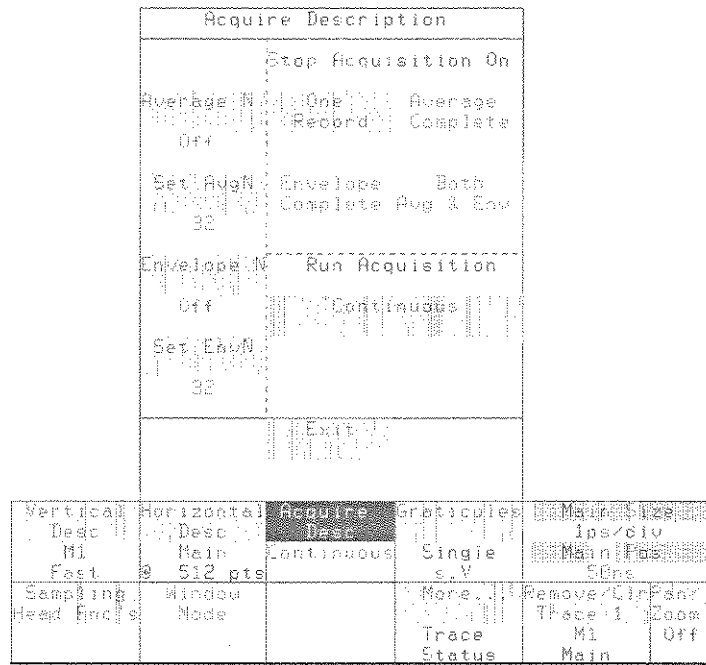 Acquire Description
Stop Acquisition On
Average N
Off
One Record
Average Complete
Set AvgN
32
Envelope Complete
Both Avg & Env
Envelope N
Off
Run Acquisition
Continuous
Set EnvN
32
Exit
Vertical Desc
M1
Fast
Horizontal Desc
Main
@ 512 pts
Acquire Desc
Continuous
Graticules
Single
s.V
Main Size
1ps/div
Main Pos
50ns
Sampling Head Fnc's
Window
Mode
More..
Trace
Status
Remove/Clr
Trace 1
M1
Main
Pan/
Zoom
Off